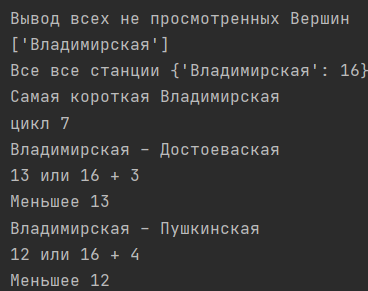 Вывод всех не просмотренных Вершин
['Владимирская']
Все все станции {'Владимирская': 16}
Самая короткая Владимирская
цикл 7
Владимирская – Достоеваская
13 или 16 + 3
Меньшее 13
Владимирская – Пушкинская
12 или 16 + 4
Меньшее 12